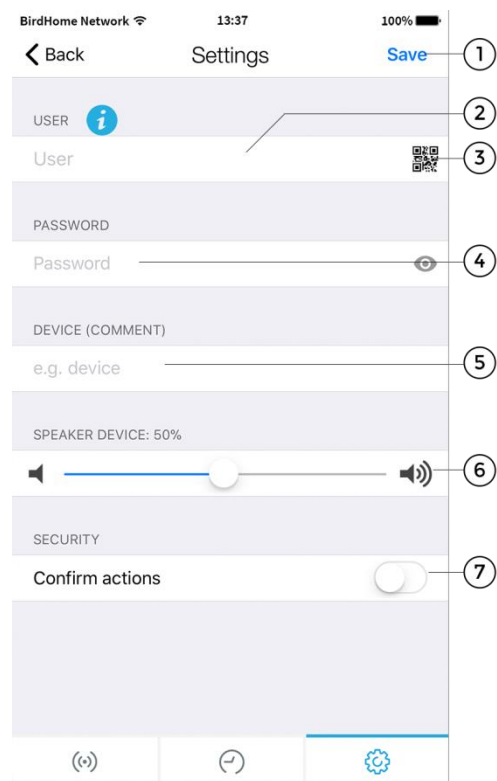 BirdHome Network 13:37 100%
Back Settings Save 1
USER i 2
User 3
PASSWORD
Password 4
DEVICE (COMMENT)
e.g. device 5
SPEAKER DEVICE: 50%
6
SECURITY
Confirm actions 7